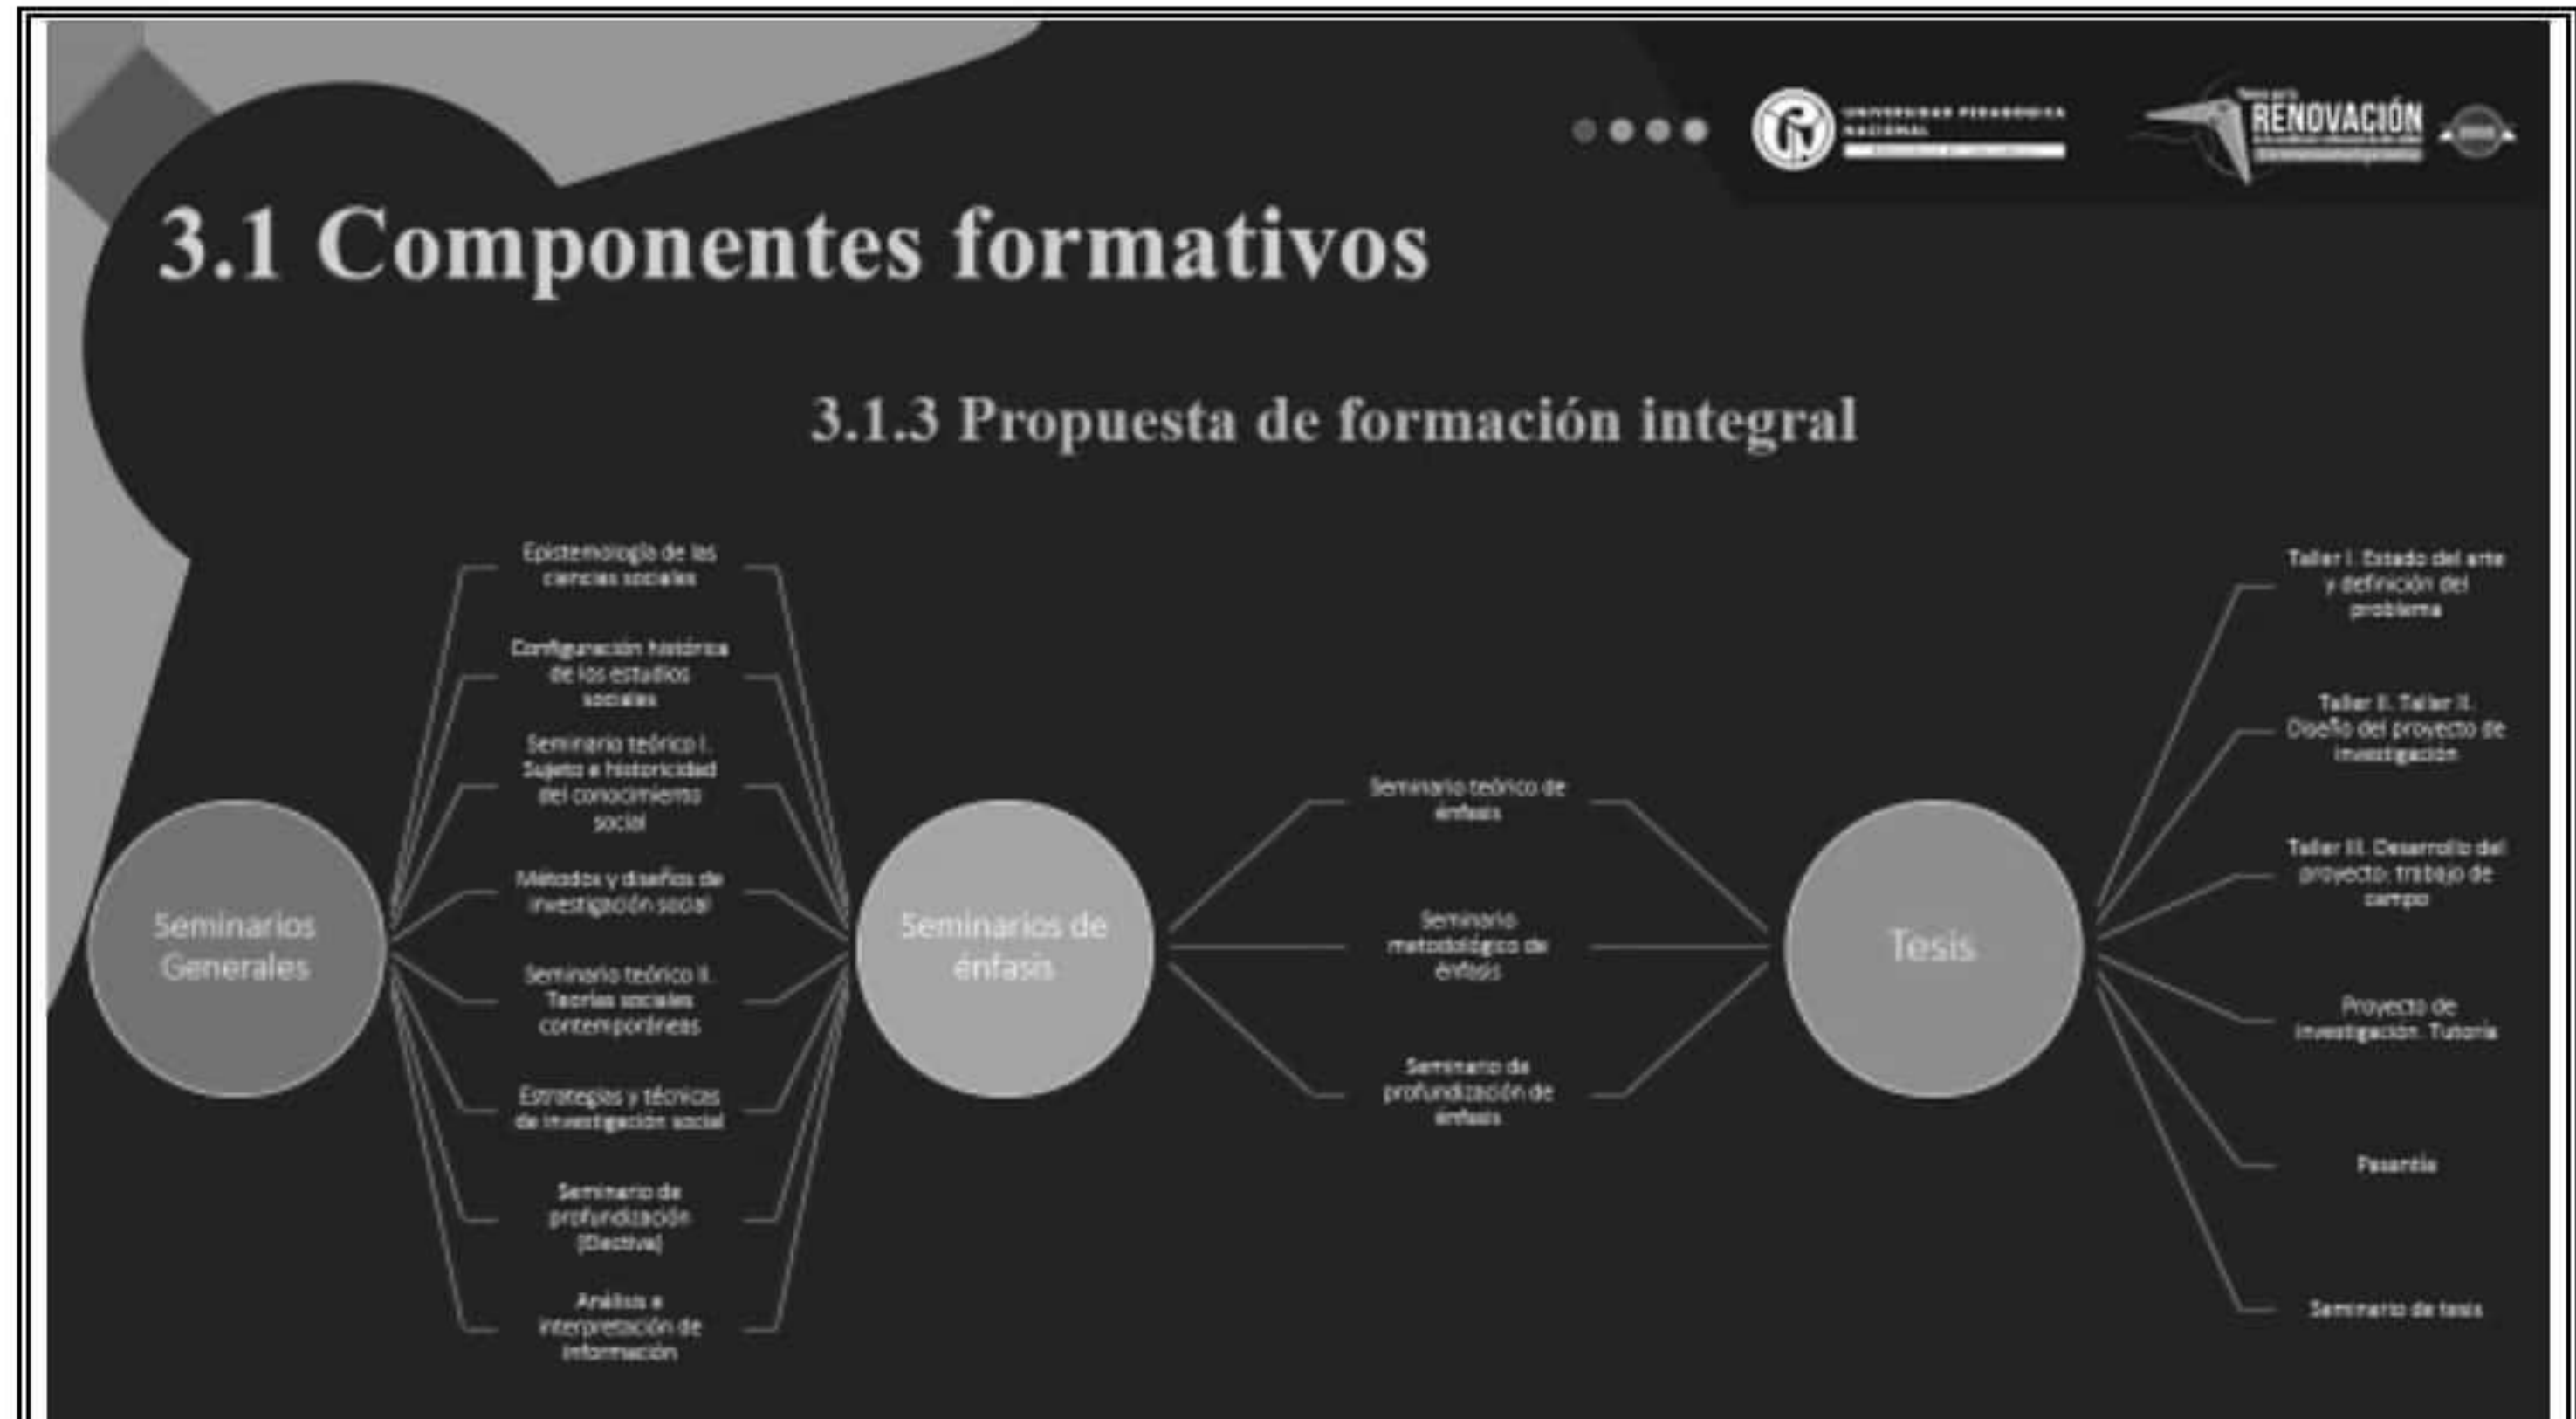 UNIVERSIDAD PEDAGÓGICA
NACIONAL
RENOVACIÓN
3.1 Componentes formativos
3.1.3 Propuesta de formación integral
Seminarios
Generales
Epistemología de las
ciencias sociales
Configuración histórica
de los estudios
sociales
Seminario teórico I.
Sujeto e historicidad
del conocimiento
social
Métodos y diseños de
investigación social
Seminario teórico II.
Teorías sociales
contemporáneas
Estrategias y técnicas
de investigación social
Seminario de
profundización
(Electiva)
Análisis e
interpretación de
información
Seminarios de
énfasis
Seminario teórico de
énfasis
Seminario
metodológico de
énfasis
Seminario de
profundización de
énfasis
Tesis
Taller I. Estado del arte
y definición del
problema
Taller II. Taller II.
Diseño del proyecto de
investigación
Taller III. Desarrollo del
proyecto: trabajo de
campo
Proyecto de
investigación. Tutoría
Pasantía
Seminario de tesis